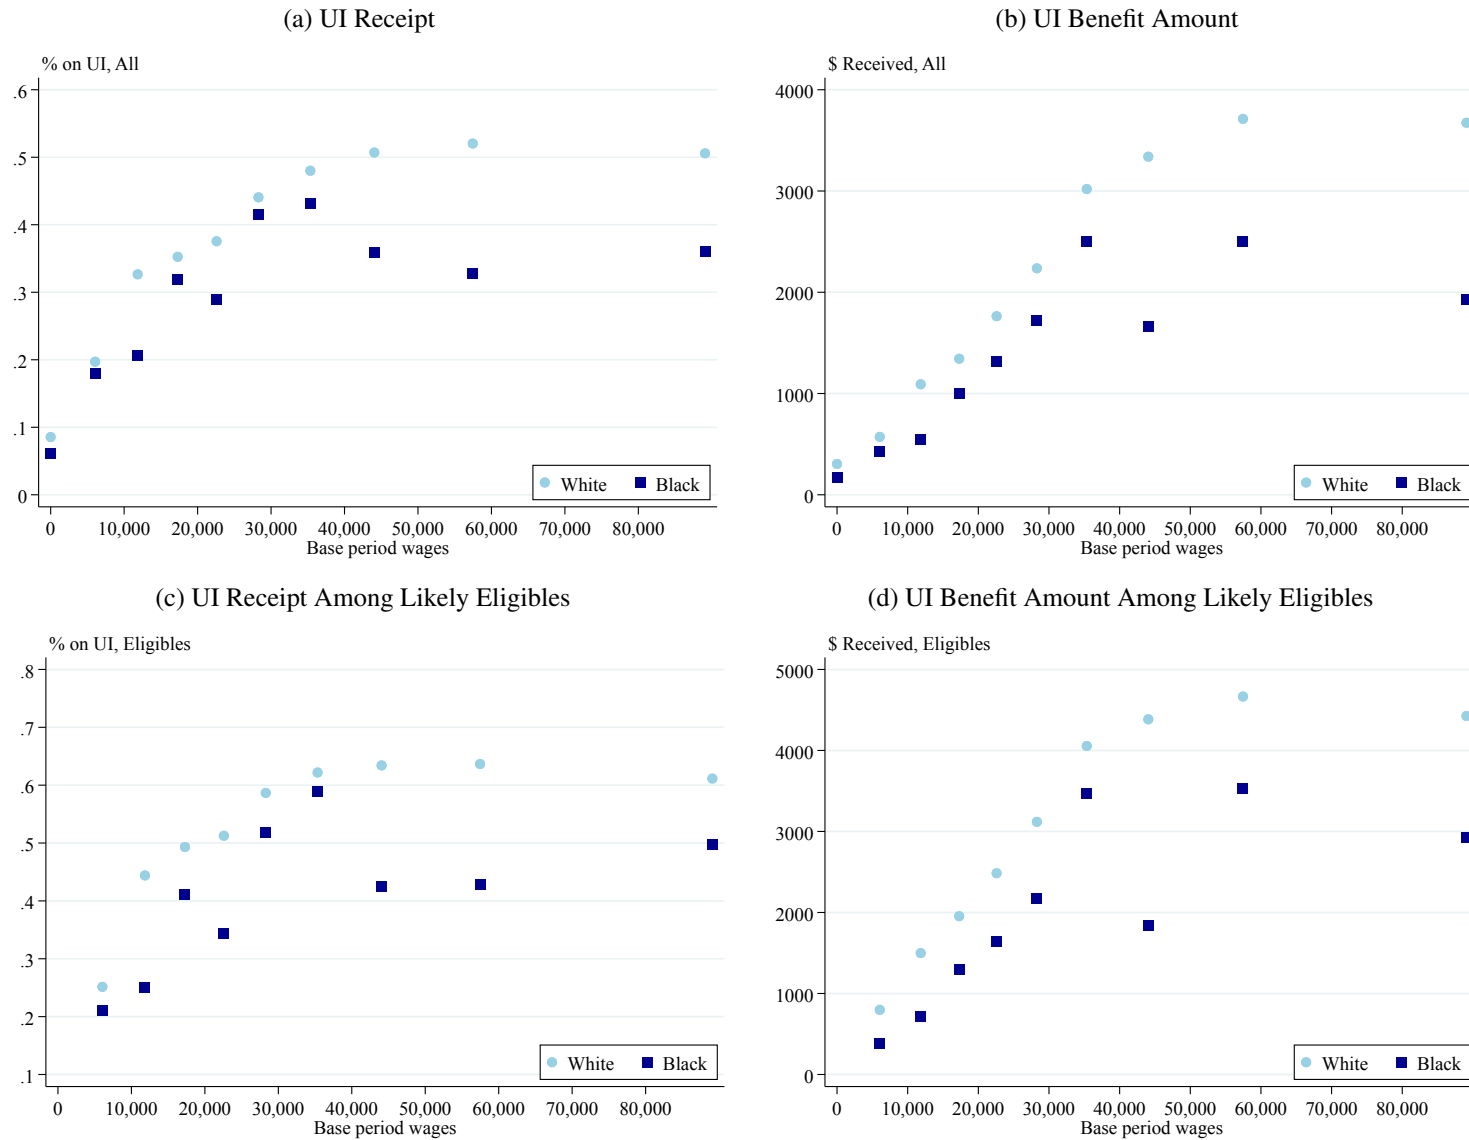 (a) UI Receipt
% on UI, All
.6
.5
.4
.3
.2
.1
0
0 10,000 20,000 30,000 40,000 50,000 60,000 70,000 80,000
Base period wages
White Black
(b) UI Benefit Amount
$ Received, All
4000
3000
2000
1000
0
0 10,000 20,000 30,000 40,000 50,000 60,000 70,000 80,000
Base period wages
White Black
(c) UI Receipt Among Likely Eligibles
% on UI, Eligibles
.8
.7
.6
.5
.4
.3
.2
.1
0 10,000 20,000 30,000 40,000 50,000 60,000 70,000 80,000
Base period wages
White Black
(d) UI Benefit Amount Among Likely Eligibles
$ Received, Eligibles
5000
4000
3000
2000
1000
0
0 10,000 20,000 30,000 40,000 50,000 60,000 70,000 80,000
Base period wages
White Black